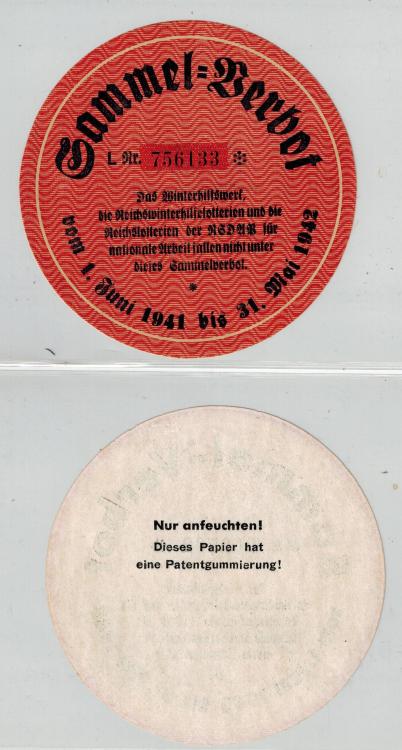 Sammel=Verbot
L Nr. 756133 ✻
Das Winterhilfswerk,
die Reichswinterhilfelotterien und die
Reichslotterien der NSDAP für
nationale Arbeit fallen nicht unter
dieses Sammelverbot.
*
vom 1. Juni 1941 bis 31. Mai 1942
Nur anfeuchten!
Dieses Papier hat
eine Patentgummierung!